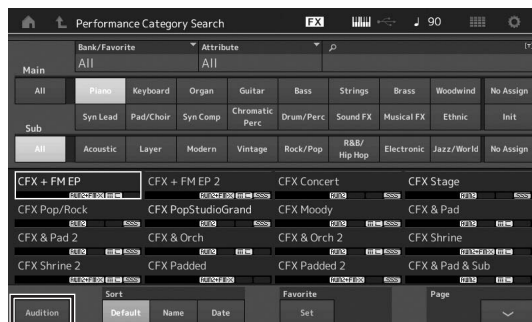 Performance Category Search FX 90
Bank/Favorite Attribute
Main All All
All Piano Keyboard Organ Guitar Bass Strings Brass Woodwind No Assign
Syn Lead Pad/Choir Syn Comp Chromatic Perc Drum/Perc Sound FX Musical FX Ethnic Init
Sub
All Acoustic Layer Modern Vintage Rock/Pop R&B/ Hip Hop Electronic Jazz/World No Assign
CFX + FM EP CFX + FM EP 2 CFX Concert CFX Stage
CFX Pop/Rock CFX PopStudioGrand CFX Moody CFX & Pad
CFX & Pad 2 CFX & Orch CFX & Orch 2 CFX Shrine
CFX Shrine 2 CFX Padded CFX Padded 2 CFX & Pad & Sub
Sort Favorite Page
Audition Default Name Date Set